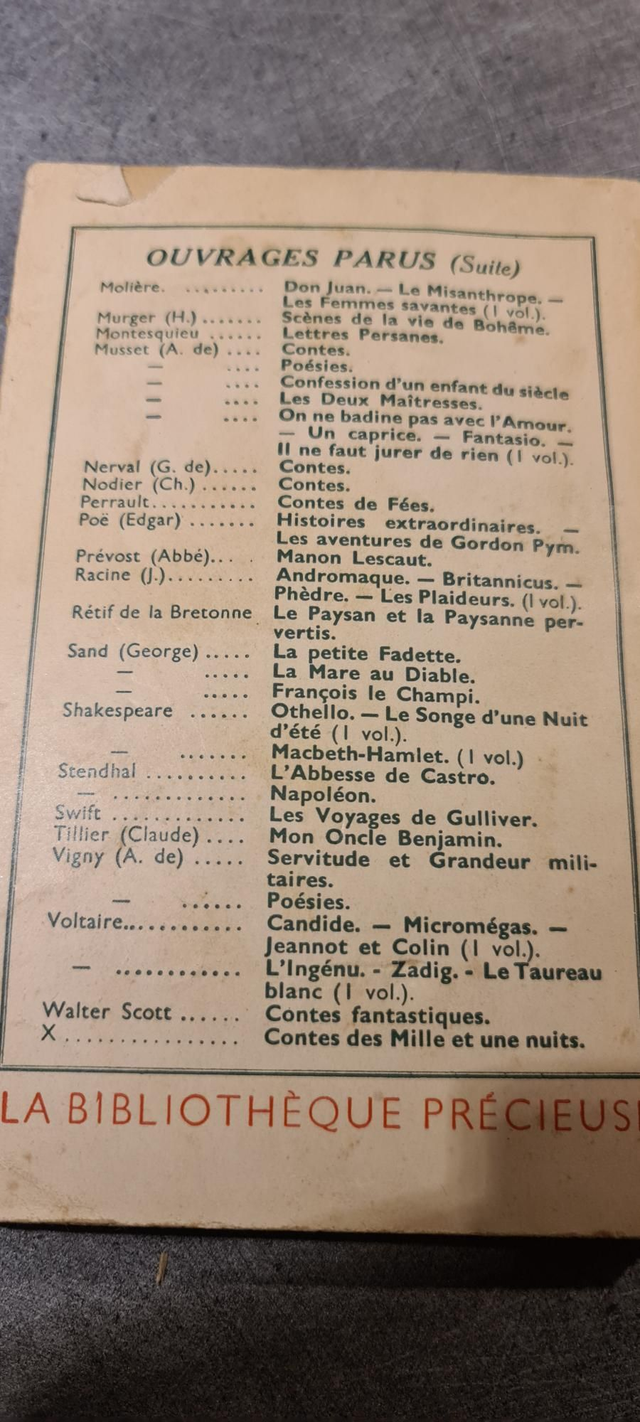 OUVRAGES PARUS (Suite)
Molière. ......... Don Juan. — Le Misanthrope. —
Les Femmes savantes (1 vol.).
Murger (H.) ....... Scènes de la vie de Bohême.
Montesquieu ...... Lettres Persanes.
Musset (A. de) .... Contes.
— .... Poésies.
— .... Confession d'un enfant du siècle
— .... Les Deux Maîtresses.
— .... On ne badine pas avec l'Amour.
— Un caprice. — Fantasio. —
Il ne faut jurer de rien (1 vol.).
Nerval (G. de)..... Contes.
Nodier (Ch.) ...... Contes.
Perrault........... Contes de Fées.
Poë (Edgar) ....... Histoires extraordinaires. —
Les aventures de Gordon Pym.
Prévost (Abbé)... . Manon Lescaut.
Racine (J.)......... Andromaque. — Britannicus. —
Phèdre. — Les Plaideurs. (1 vol.).
Rétif de la Bretonne Le Paysan et la Paysanne per-
vertis.
Sand (George) ..... La petite Fadette.
— ..... La Mare au Diable.
— ..... François le Champi.
Shakespeare ...... Othello. — Le Songe d'une Nuit
d'été (1 vol.).
— ....... Macbeth-Hamlet. (1 vol.)
Stendhal .......... L'Abbesse de Castro.
— ............. Napoléon.
Swift ............. Les Voyages de Gulliver.
Tillier (Claude) .... Mon Oncle Benjamin.
Vigny (A. de) ..... Servitude et Grandeur mili-
taires.
— ...... Poésies.
Voltaire............ Candide. — Micromégas. —
Jeannot et Colin (1 vol.).
— ............ L'Ingénu. - Zadig. - Le Taureau
blanc (1 vol.).
Walter Scott ...... Contes fantastiques.
X ................ Contes des Mille et une nuits.
LA BIBLIOTHÈQUE PRÉCIEUS